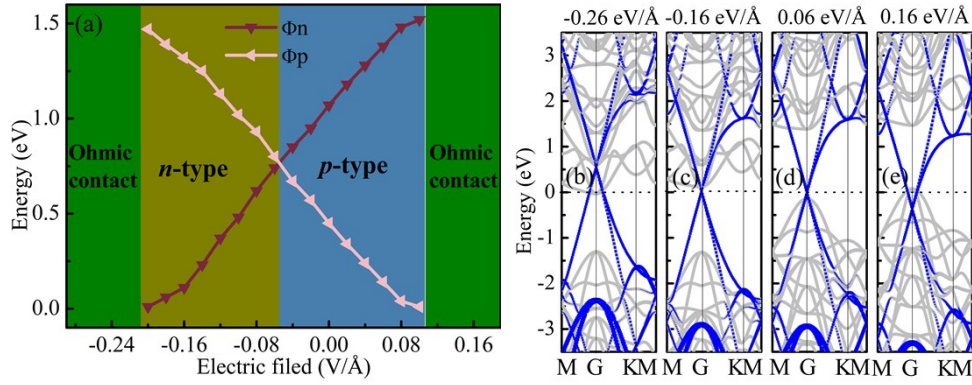 (a)
Φn
Φp
Ohmic
contact
n-type
p-type
Ohmic
contact
Energy (eV)
1.5
1.0
0.5
0.0
-0.24 -0.16 -0.08 0.00 0.08 0.16
Electric filed (V/Å)
-0.26 eV/Å -0.16 eV/Å 0.06 eV/Å 0.16 eV/Å
Energy (eV)
3
2
1
0
-1
-2
-3
(b) (c) (d) (e)
M G KM M G KM M G KM M G KM